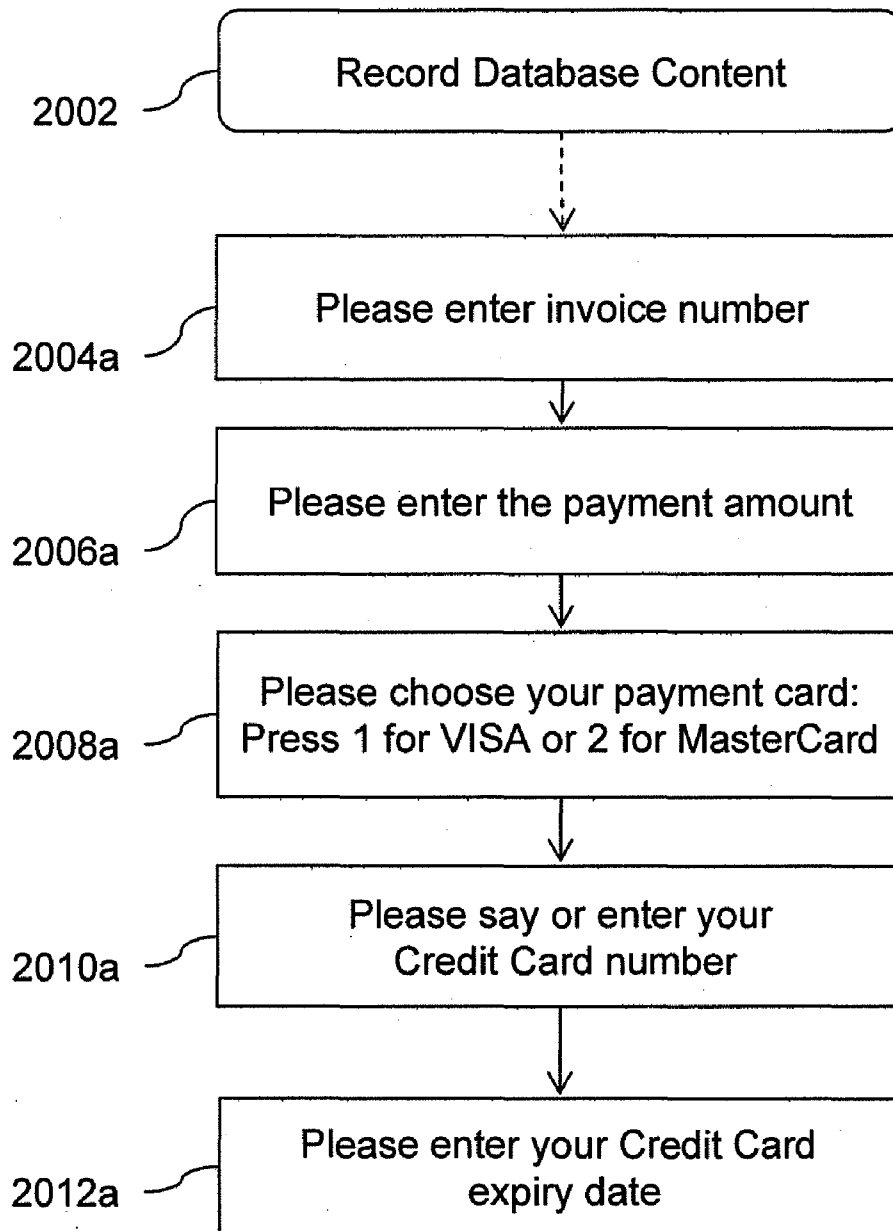 Record Database Content
2002
Please enter invoice number
2004a
Please enter the payment amount
2006a
Please choose your payment card:
Press 1 for VISA or 2 for MasterCard
2008a
Please say or enter your
Credit Card number
2010a
Please enter your Credit Card
expiry date
2012a